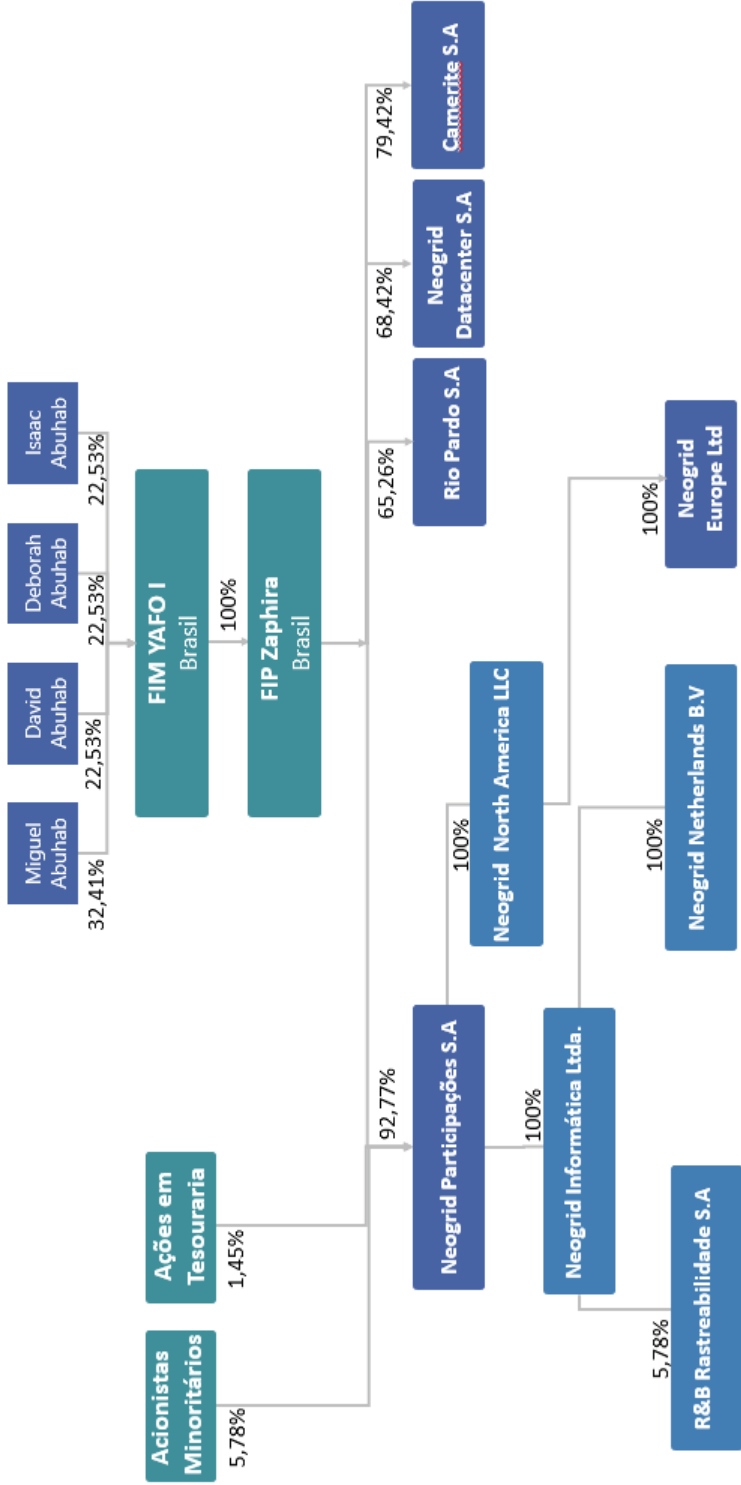 Miguel
Abuhab
David
Abuhab
Deborah
Abuhab
Isaac
Abuhab
32,41%
22,53%
22,53%
22,53%
Acionistas
Minoritários
Ações em
Tesouraria
FIM YAFO I
Brasil
5,78%
1,45%
100%
FIP Zaphira
Brasil
92,77%
65,26%
68,42%
79,42%
Neogrid Participações S.A
Rio Pardo S.A
Neogrid
Datacenter S.A
Camerite S.A
100%
Neogrid North America LLC
100%
Neogrid Informática Ltda.
5,78%
100%
100%
R&B Rastreabilidade S.A
Neogrid Netherlands B.V
Neogrid
Europe Ltd